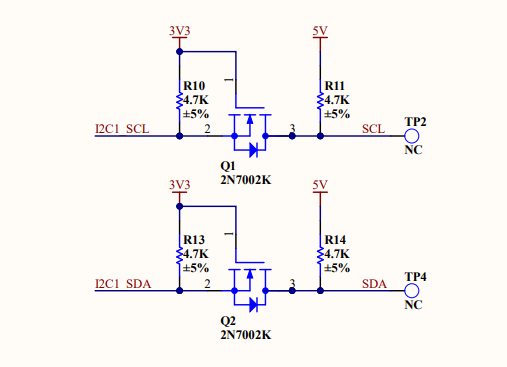 3V3
5V
R10
4.7K
±5%
R11
4.7K
±5%
1
I2C1_SCL
2
3
SCL
TP2
NC
Q1
2N7002K
3V3
5V
R13
4.7K
±5%
R14
4.7K
±5%
1
I2C1_SDA
2
3
SDA
TP4
NC
Q2
2N7002K